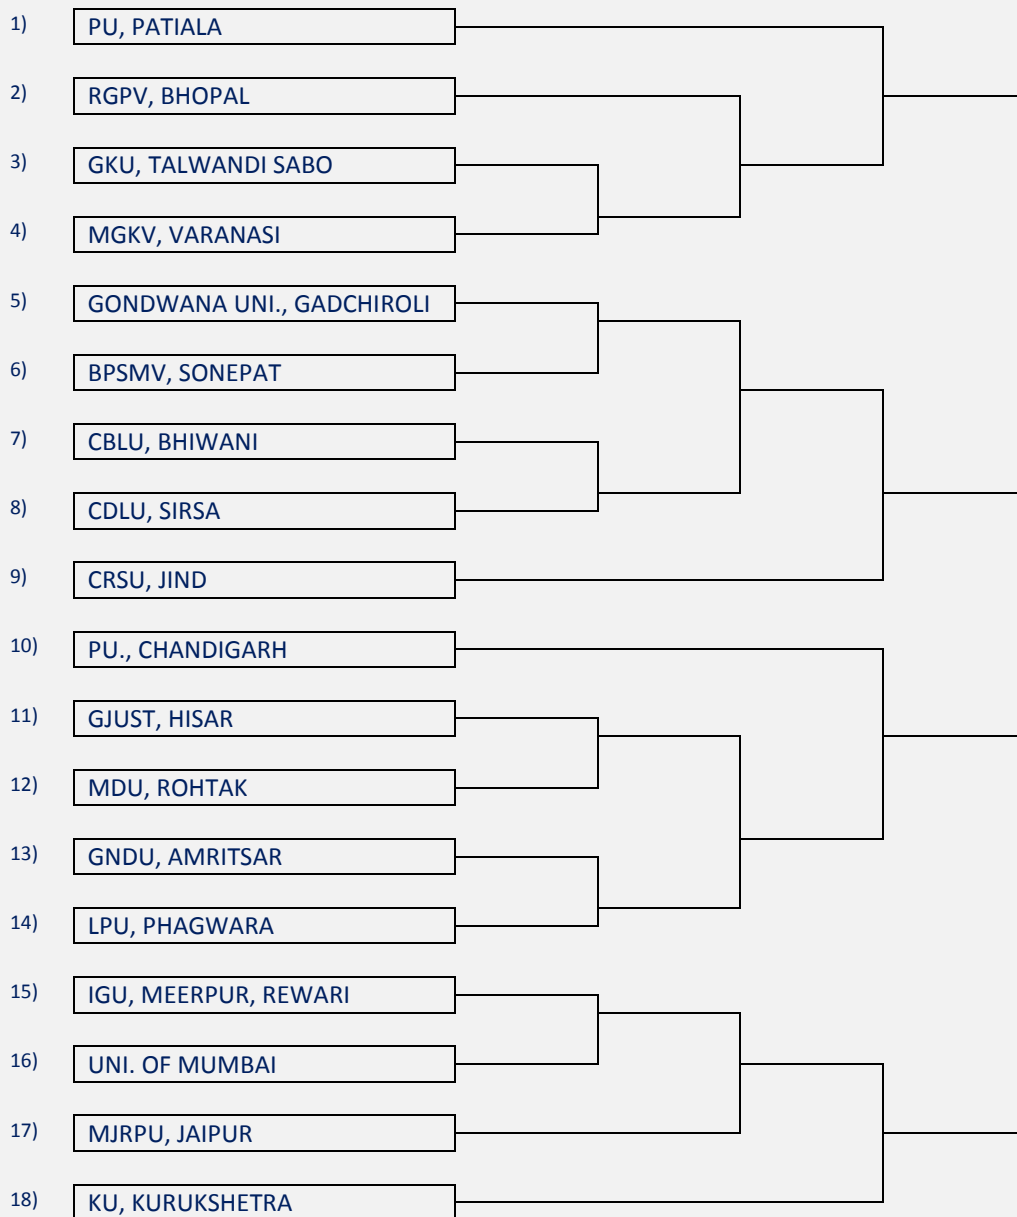 1) PU, PATIALA
2) RGPV, BHOPAL
3) GKU, TALWANDI SABO
4) MGKV, VARANASI
5) GONDWANA UNI., GADCHIROLI
6) BPSMV, SONEPAT
7) CBLU, BHIWANI
8) CDLU, SIRSA
9) CRSU, JIND
10) PU., CHANDIGARH
11) GJUST, HISAR
12) MDU, ROHTAK
13) GNDU, AMRITSAR
14) LPU, PHAGWARA
15) IGU, MEERPUR, REWARI
16) UNI. OF MUMBAI
17) MJRPU, JAIPUR
18) KU, KURUKSHETRA